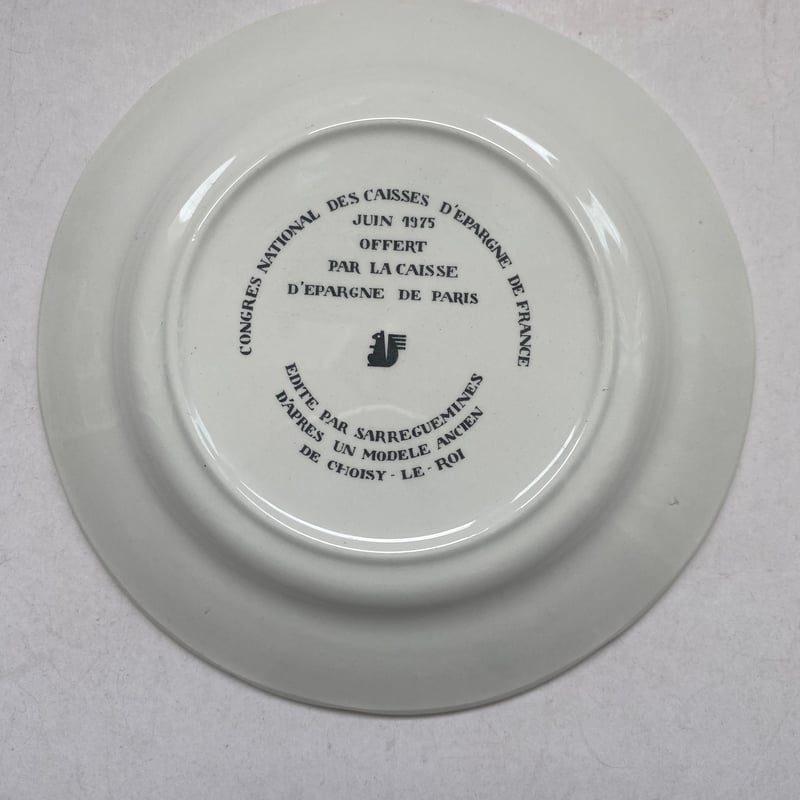 CONGRES NATIONAL DES CAISSES D'EPARGNE DE FRANCE
JUIN 1975
OFFERT
PAR LA CAISSE
D'EPARGNE DE PARIS
EDITE PAR SARREGUEMINES
D'APRES UN MODELE ANCIEN
DE CHOISY-LE-ROI